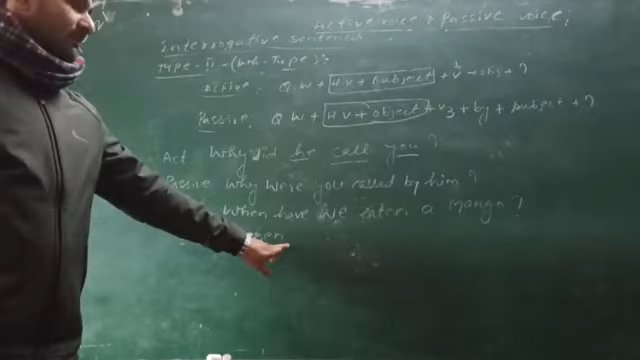 Active voice & Passive voice;
Interrogative sentences
Type-II-(Wh-Type):
Active: Q.W + H.V + Subject + V + obj + ?
Passive: Q W + H V + object + V3 + by + subject + ?
Act Why did he call you?
Passive Why were you called by him?
When have we eaten a mango?